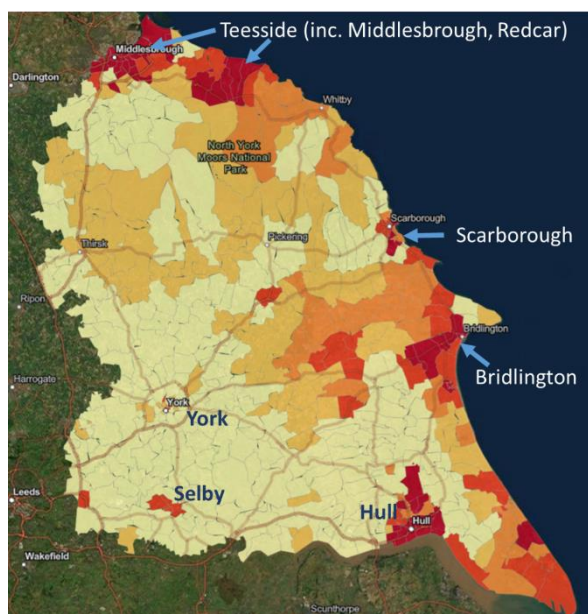 Teesside (inc. Middlesbrough, Redcar)
Middlesbrough
Darlington
Whitby
North York
Moors National
Park
Scarborough
Scarborough
Thirsk
Pickering
Ripon
Bridlington
Bridlington
Harrogate
York
York
Selby
Leeds
Hull
Hull
Wakefield
Scunthorpe